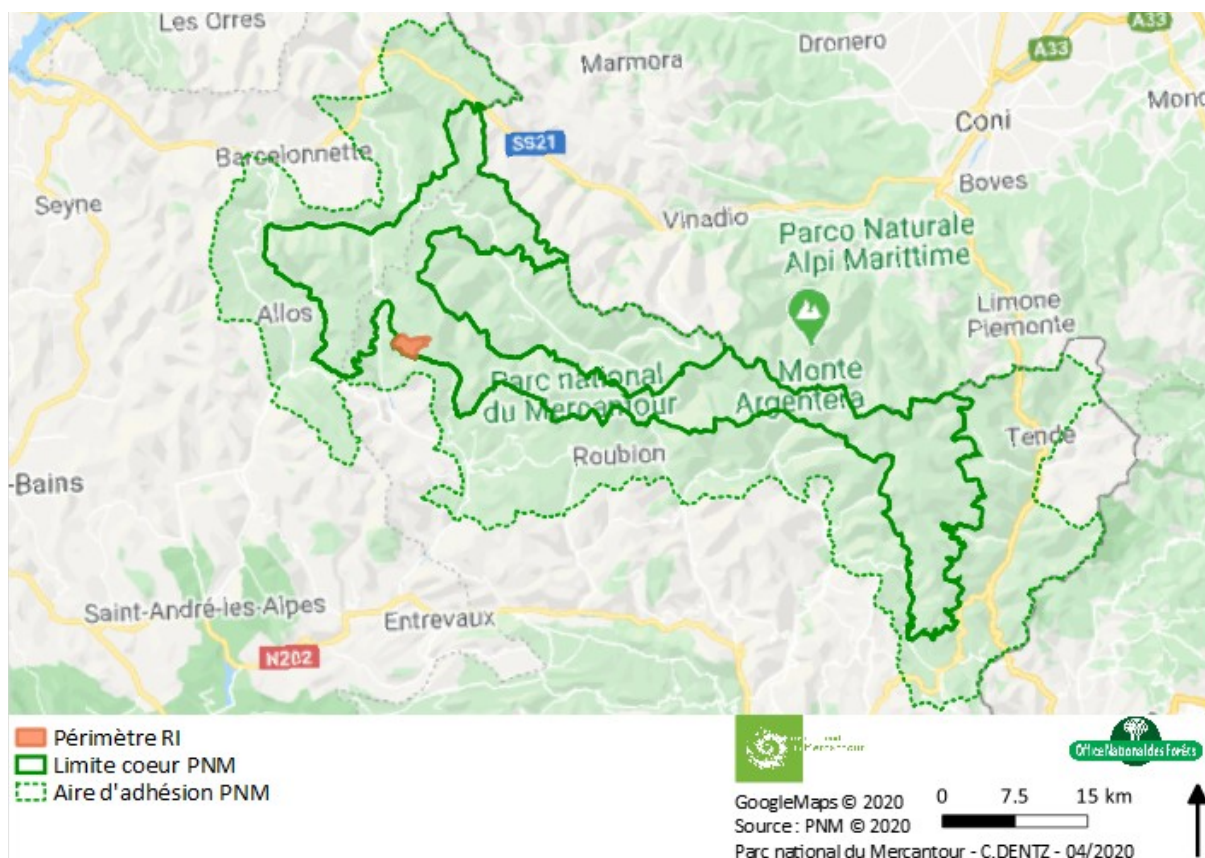 Les Orres
Dronero
A33
A33
Marmora
Mon
Coni
SS21
Barcelonnette
Boves
Seyne
Vinadio
Parco Naturale
Alpi Marittime
Limone
Piemonte
Allos
Parc national
du Mercantour
Monte
Argentera
Tende
Roubion
-Bains
Saint-André-les-Alpes
Entrevaux
N202
Périmètre RI
Limite coeur PNM
Aire d'adhésion PNM
Mercantour
Office National des Forêts
GoogleMaps © 2020
0 7.5 15 km
Source : PNM © 2020
Parc national du Mercantour - C.DENTZ - 04/2020